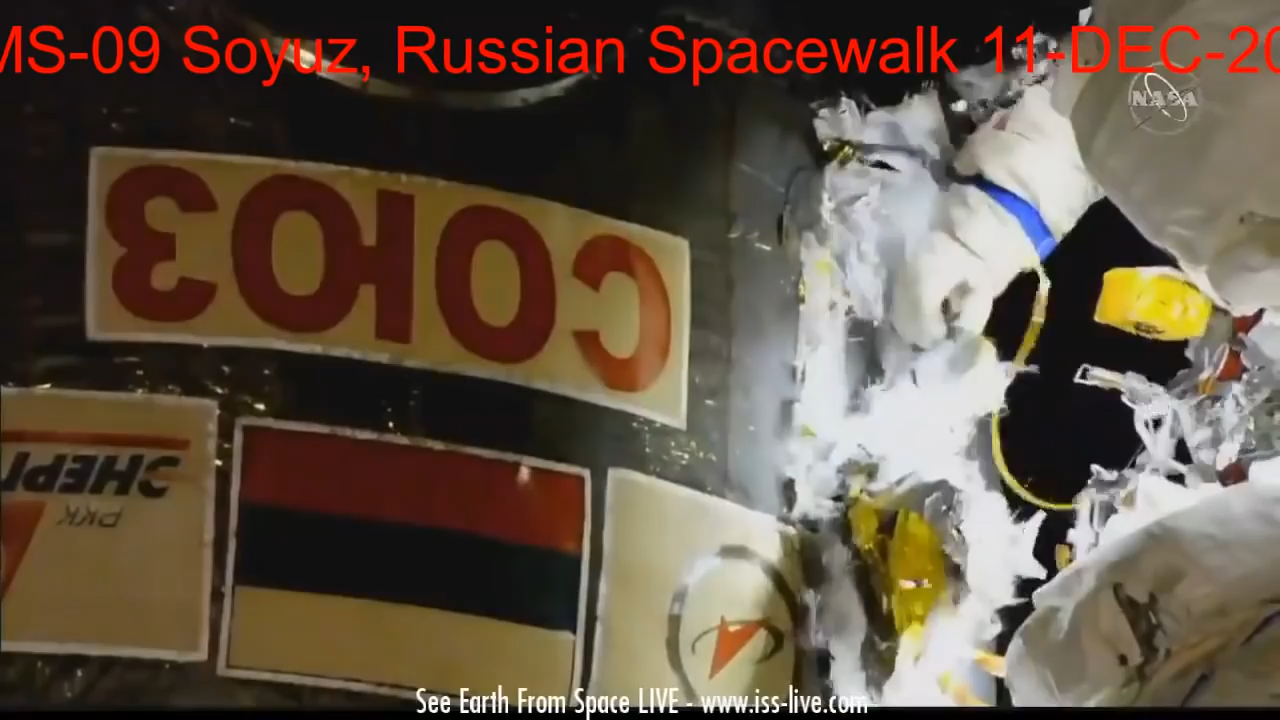 MS-09 Soyuz, Russian Spacewalk 11-DEC-20
NASA
СОЮЗ
РКК
ЭНЕРГ
See Earth From Space LIVE - www.iss-live.com